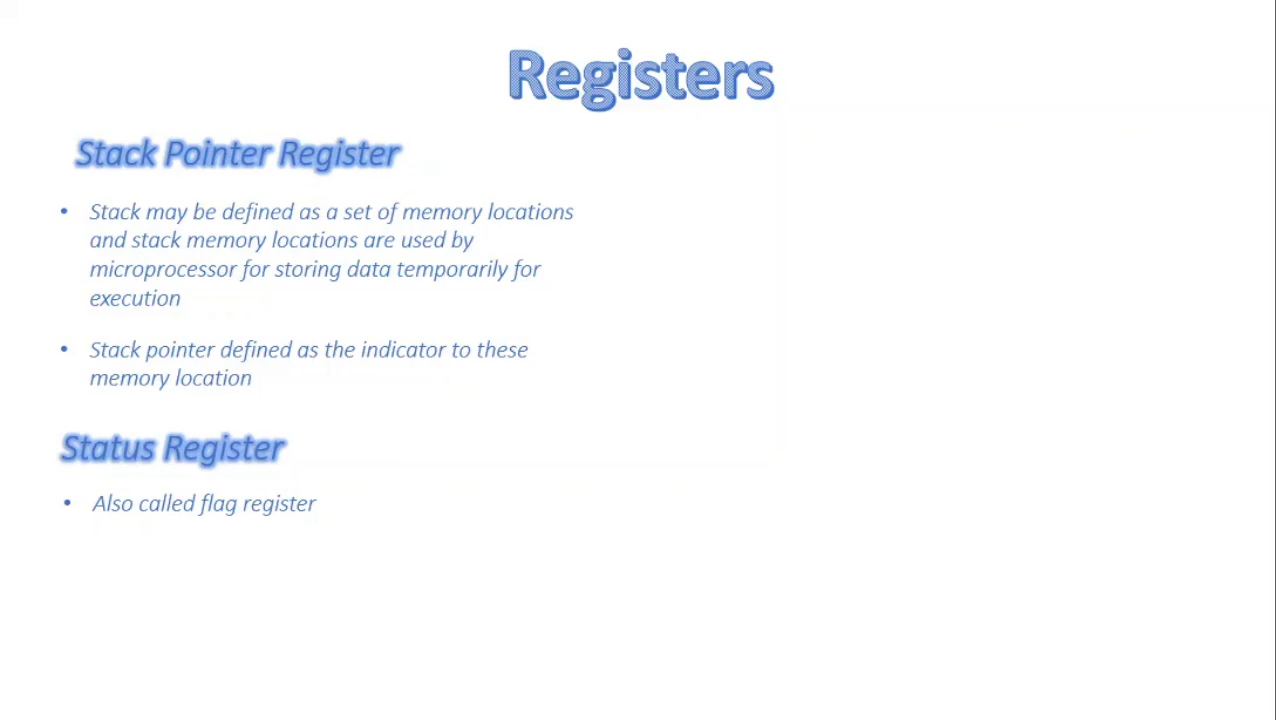 Registers
Stack Pointer Register
• Stack may be defined as a set of memory locations
and stack memory locations are used by
microprocessor for storing data temporarily for
execution
• Stack pointer defined as the indicator to these
memory location
Status Register
• Also called flag register